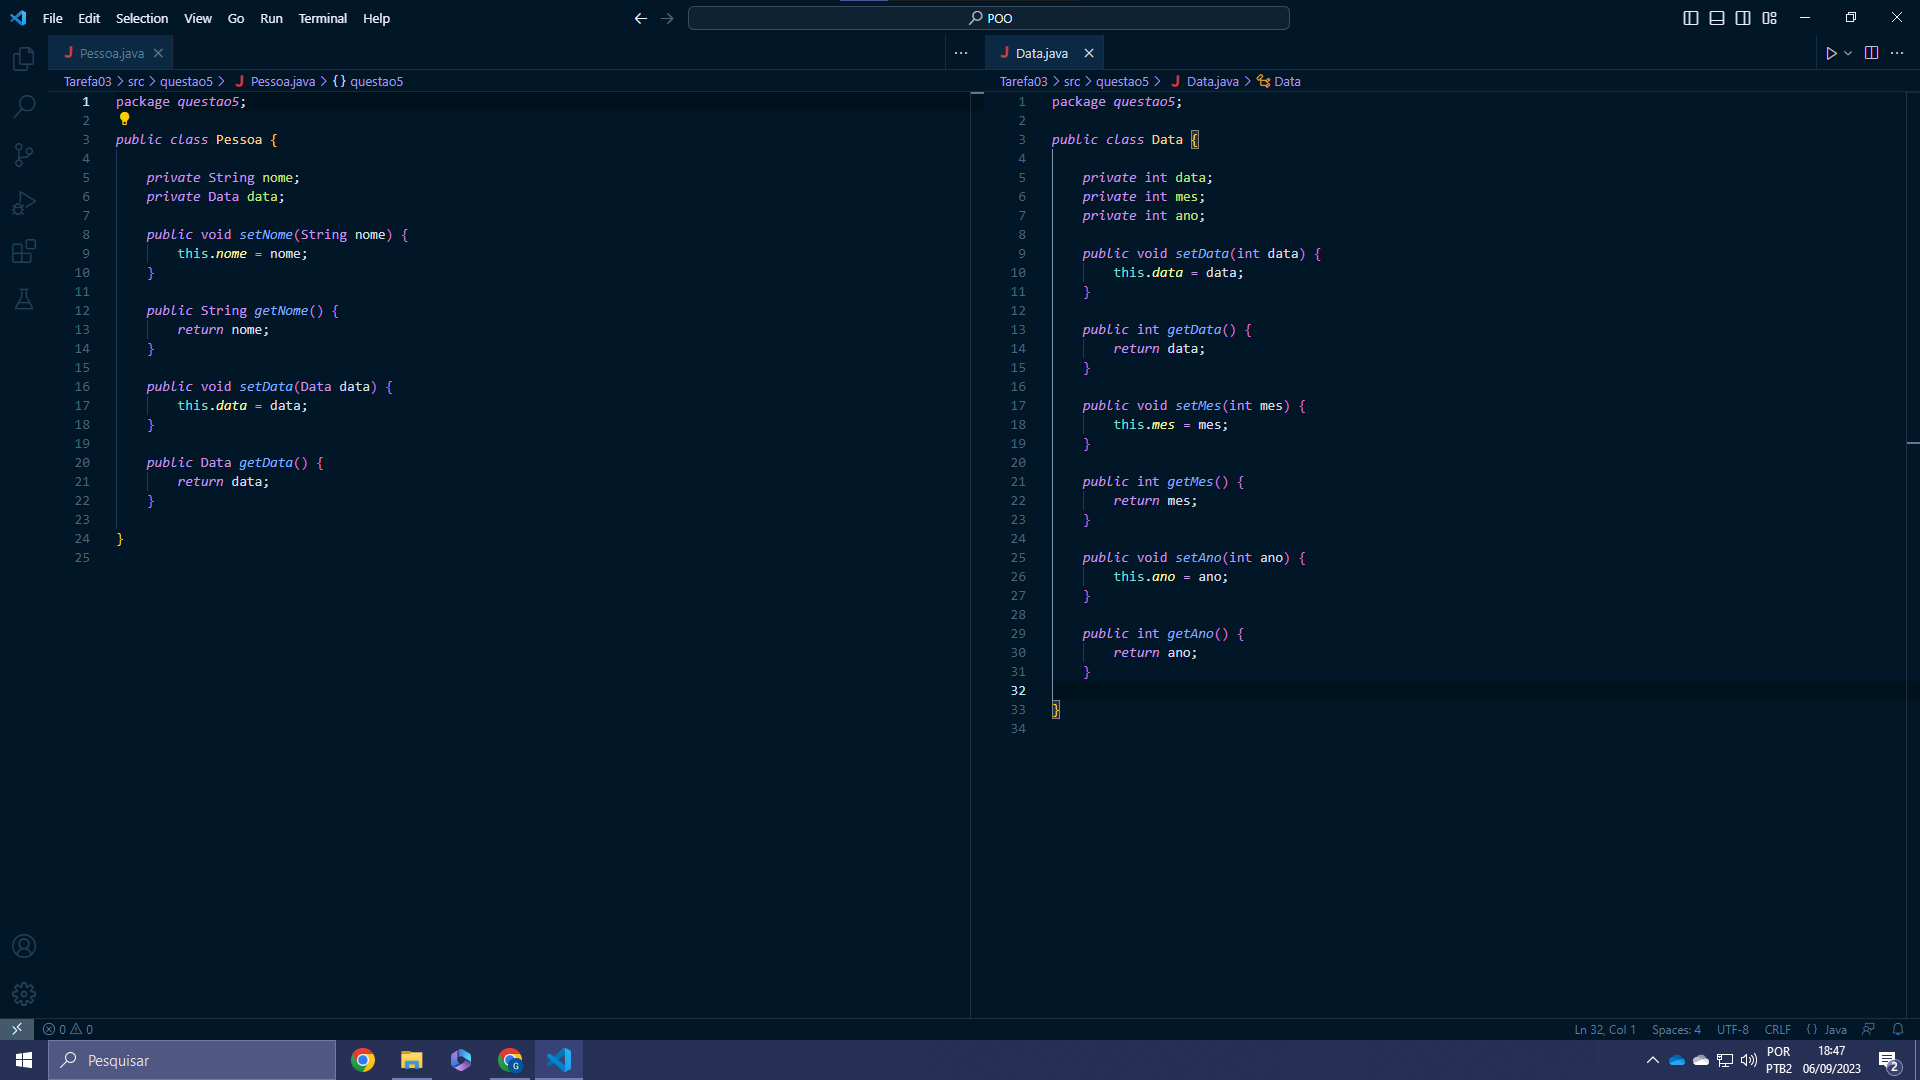 File Edit Selection View Go Run Terminal Help
POO
Pessoa.java
Tarefa03 > src > questao5 > Pessoa.java > {} questao5
1 package questao5;
2
3 public class Pessoa {
4
5 private String nome;
6 private Data data;
7
8 public void setNome(String nome) {
9 this.nome = nome;
10 }
11
12 public String getNome() {
13 return nome;
14 }
15
16 public void setData(Data data) {
17 this.data = data;
18 }
19
20 public Data getData() {
21 return data;
22 }
23
24 }
25
Data.java
Tarefa03 > src > questao5 > Data.java > Data
1 package questao5;
2
3 public class Data {
4
5 private int data;
6 private int mes;
7 private int ano;
8
9 public void setData(int data) {
10 this.data = data;
11 }
12
13 public int getData() {
14 return data;
15 }
16
17 public void setMes(int mes) {
18 this.mes = mes;
19 }
20
21 public int getMes() {
22 return mes;
23 }
24
25 public void setAno(int ano) {
26 this.ano = ano;
27 }
28
29 public int getAno() {
30 return ano;
31 }
32
33 }
34
0 0
Ln 32, Col 1 Spaces: 4 UTF-8 CRLF {} Java
Pesquisar
G
POR
PTB2
18:47
06/09/2023
2